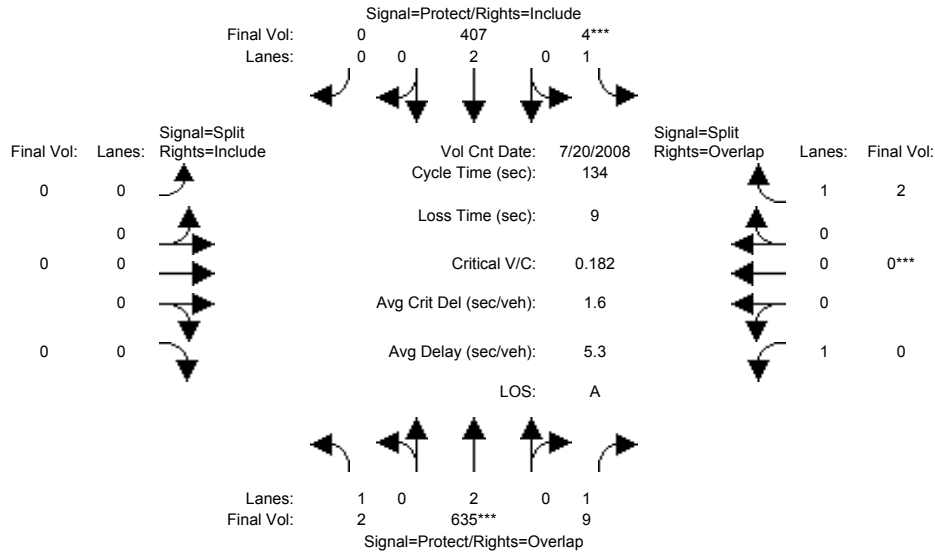 Signal=Protect/Rights=Include
Final Vol: 0 407 4***
Lanes: 0 0 2 0 1
Signal=Split Signal=Split
Final Vol: Lanes: Rights=Include Vol Cnt Date: 7/20/2008 Rights=Overlap Lanes: Final Vol:
Cycle Time (sec): 134
0 0 1 2
Loss Time (sec): 9
0 0
0 0 Critical V/C: 0.182 0 0***
0 Avg Crit Del (sec/veh): 1.6 0
0 0 Avg Delay (sec/veh): 5.3 1 0
LOS: A
Lanes: 1 0 2 0 1
Final Vol: 2 635*** 9
Signal=Protect/Rights=Overlap